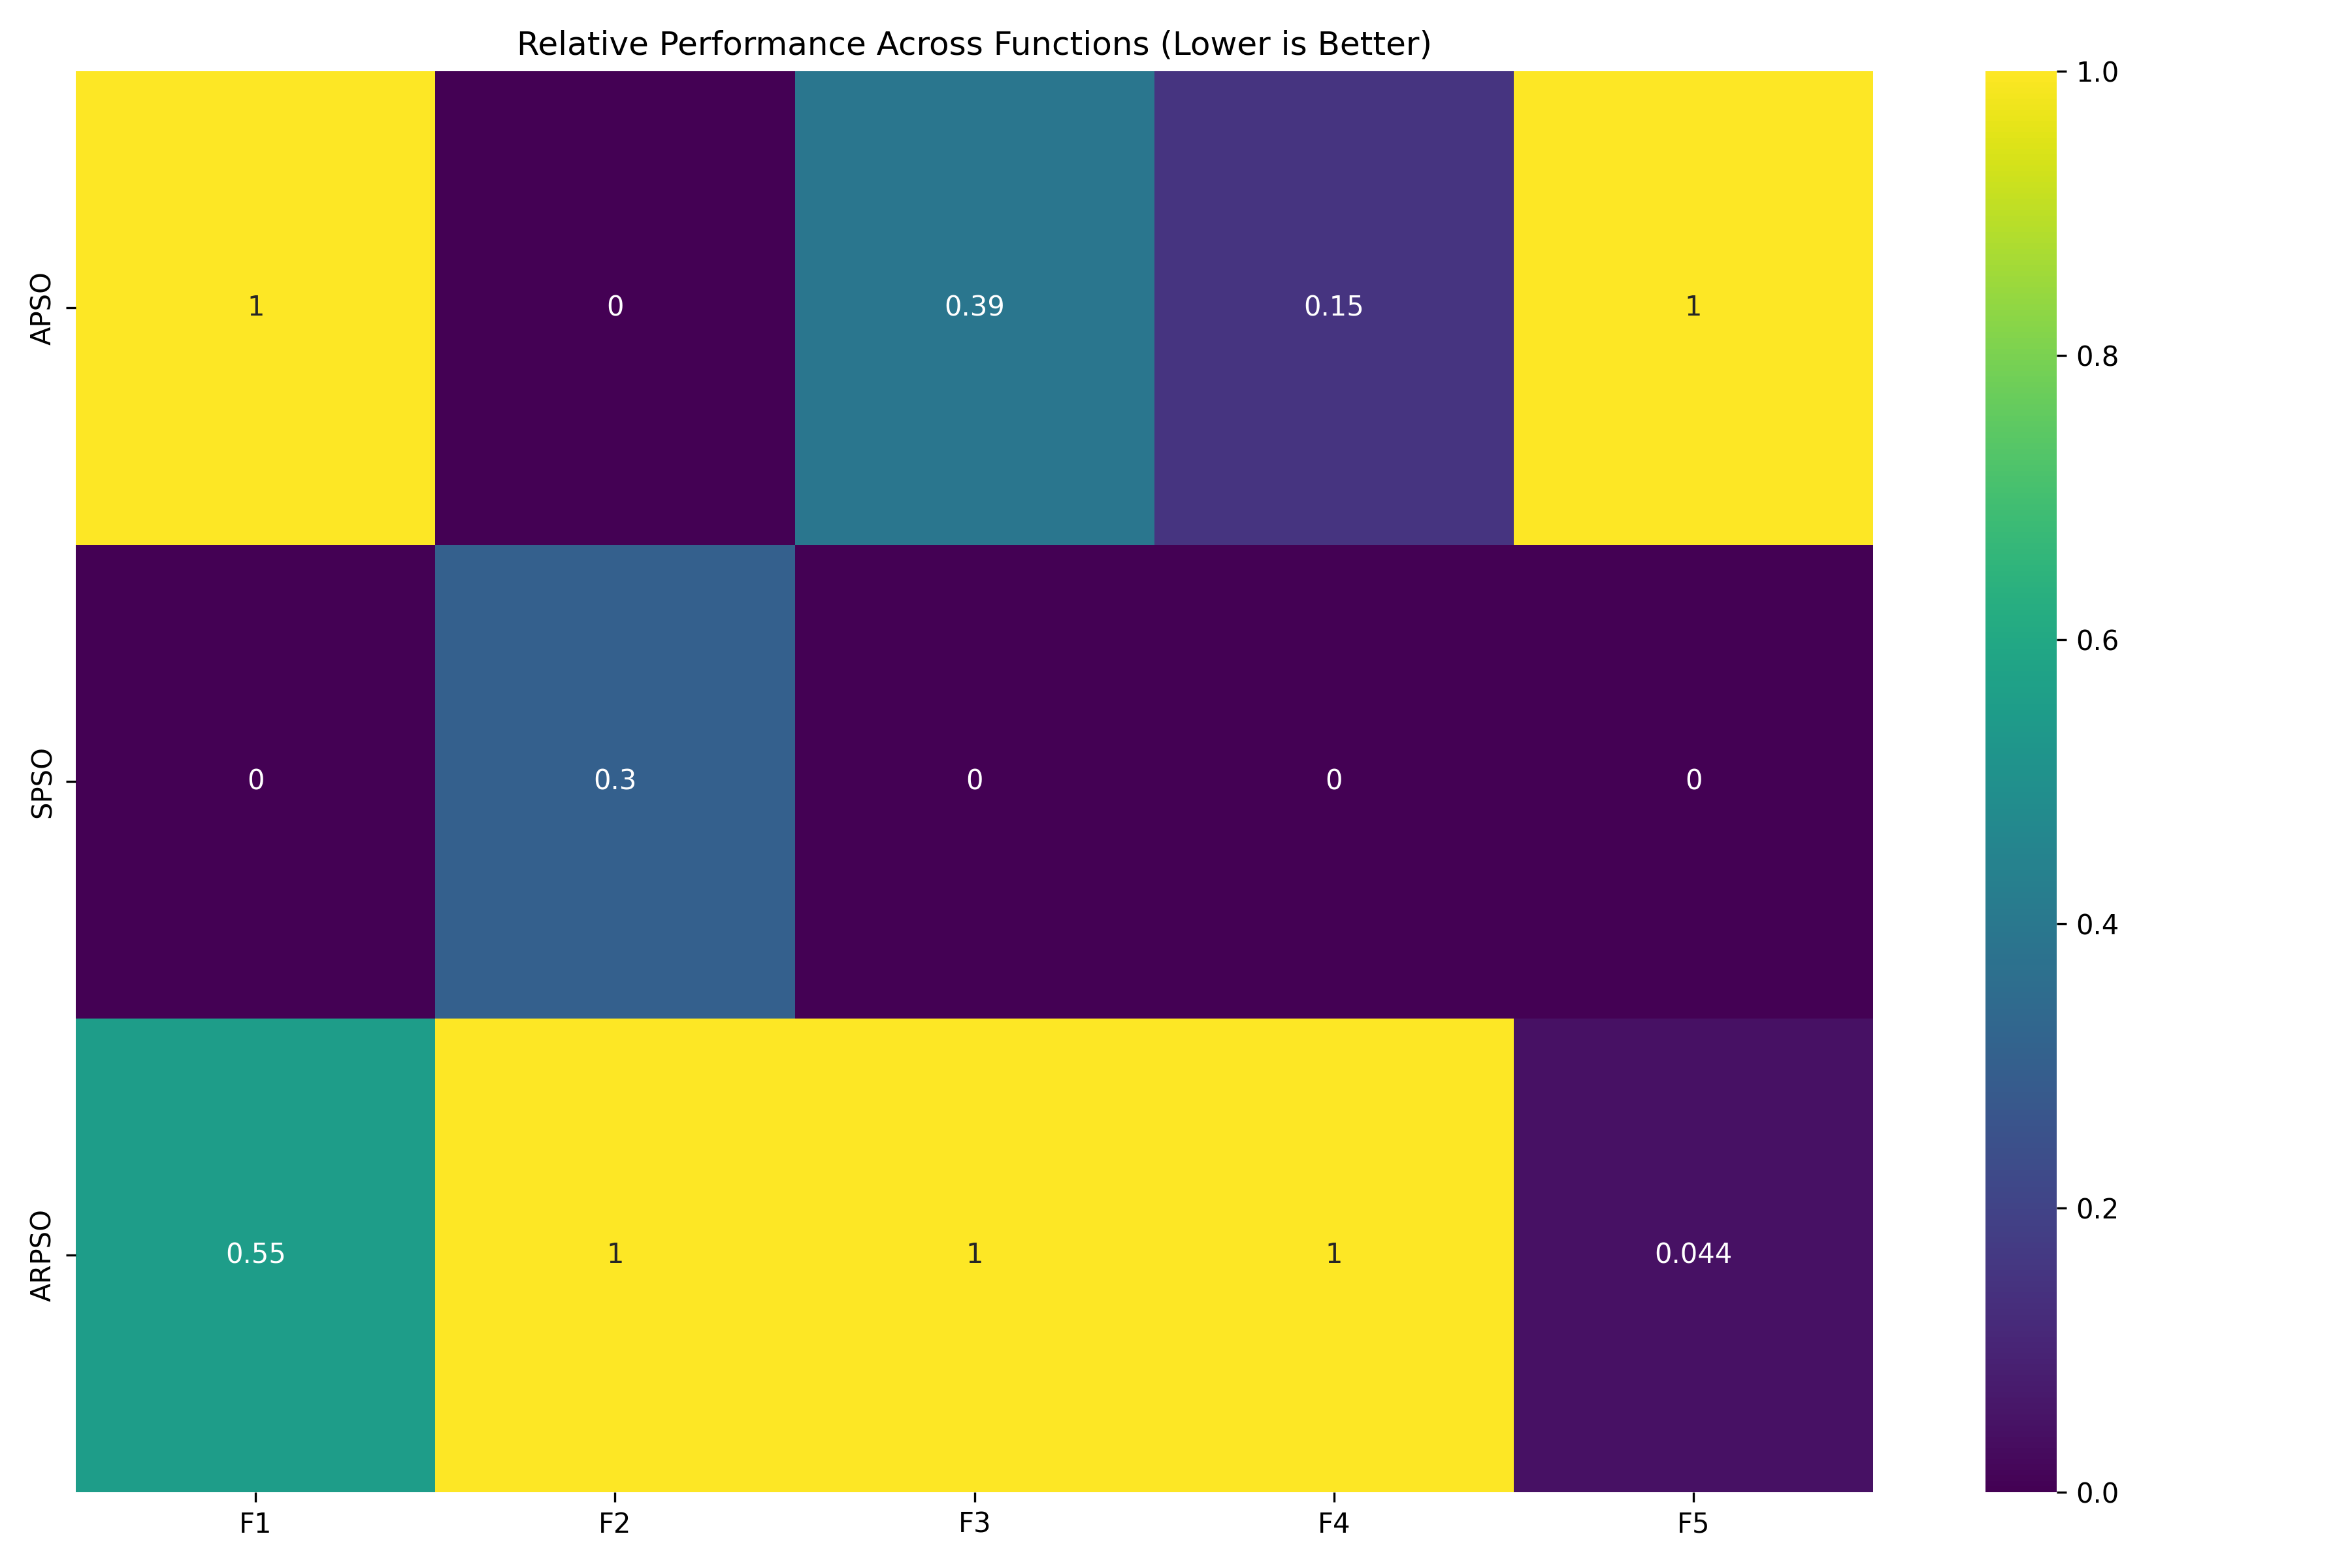 Relative Performance Across Functions (Lower is Better)
APSO
1
0
0.39
0.15
1
SPSO
0
0.3
0
0
0
ARPSO
0.55
1
1
1
0.044
F1
F2
F3
F4
F5
1.0
0.8
0.6
0.4
0.2
0.0